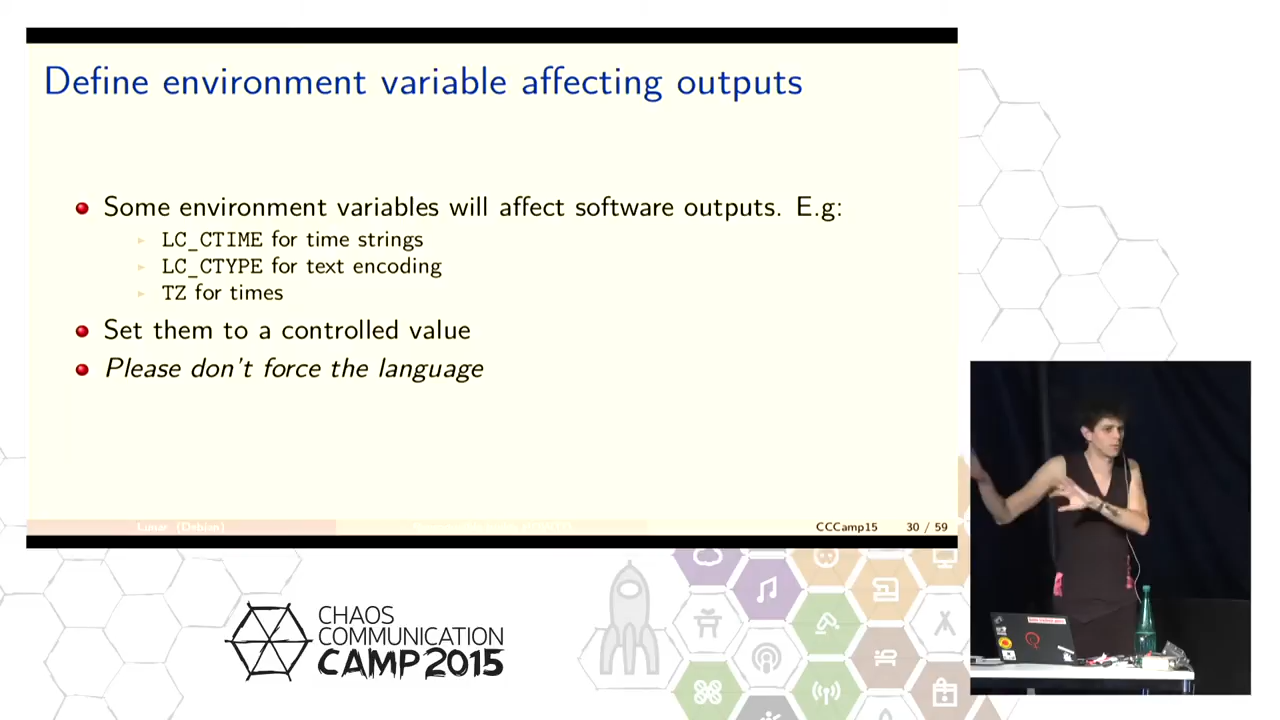 Define environment variable affecting outputs
Some environment variables will affect software outputs. E.g:
LC_CTIME for time strings
LC_CTYPE for text encoding
TZ for times
Set them to a controlled value
Please don't force the language
Lunar (Debian)
CCCamp15
30 / 59
CHAOS
COMMUNICATION
CAMP 2015